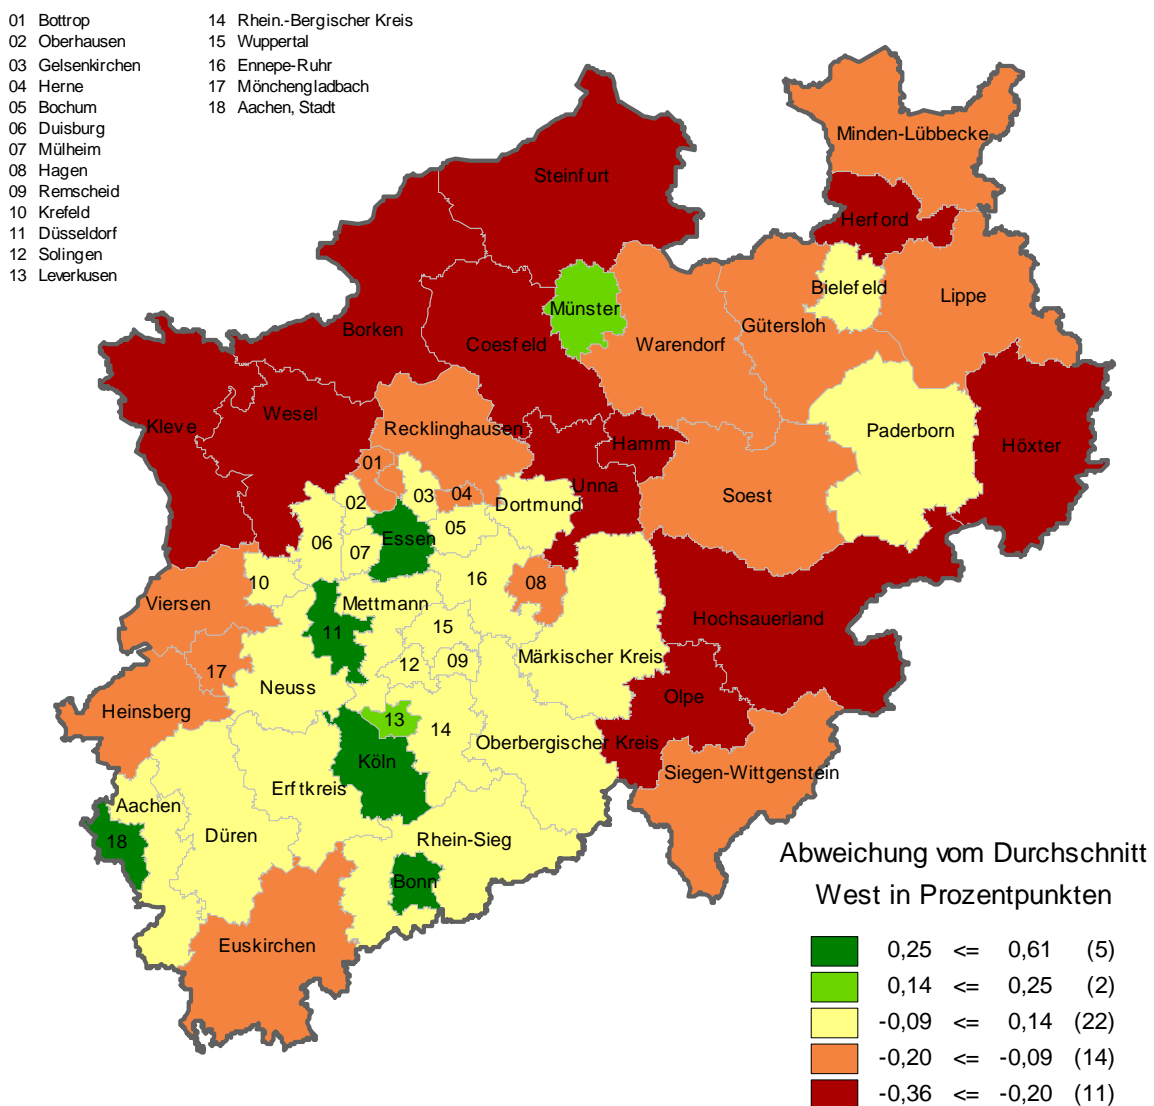 01 Bottrop
02 Oberhausen
03 Gelsenkirchen
04 Herne
05 Bochum
06 Duisburg
07 Mülheim
08 Hagen
09 Remscheid
10 Krefeld
11 Düsseldorf
12 Solingen
13 Leverkusen
14 Rhein.-Bergischer Kreis
15 Wuppertal
16 Ennepe-Ruhr
17 Mönchengladbach
18 Aachen, Stadt
Minden-Lübbecke
Steinfurt
Herford
Bielefeld
Lippe
Münster
Gütersloh
Borken
Coesfeld
Warendorf
Wesel
Kleve
Recklinghausen
Hamm
Paderborn
Höxter
01
Unna
Soest
02
03
04
Dortmund
05
Essen
06
07
10
16
08
Viersen
Mettmann
11
15
Hochsauerland
12
09
Märkischer Kreis
17
Neuss
Olpe
Heinsberg
13
14
Oberbergischer Kreis
Köln
Siegen-Wittgenstein
Erftkreis
Aachen
18
Düren
Rhein-Sieg
Bonn
Euskirchen
Abweichung vom Durchschnitt
West in Prozentpunkten
0,25 <= 0,61 (5)
0,14 <= 0,25 (2)
-0,09 <= 0,14 (22)
-0,20 <= -0,09 (14)
-0,36 <= -0,20 (11)